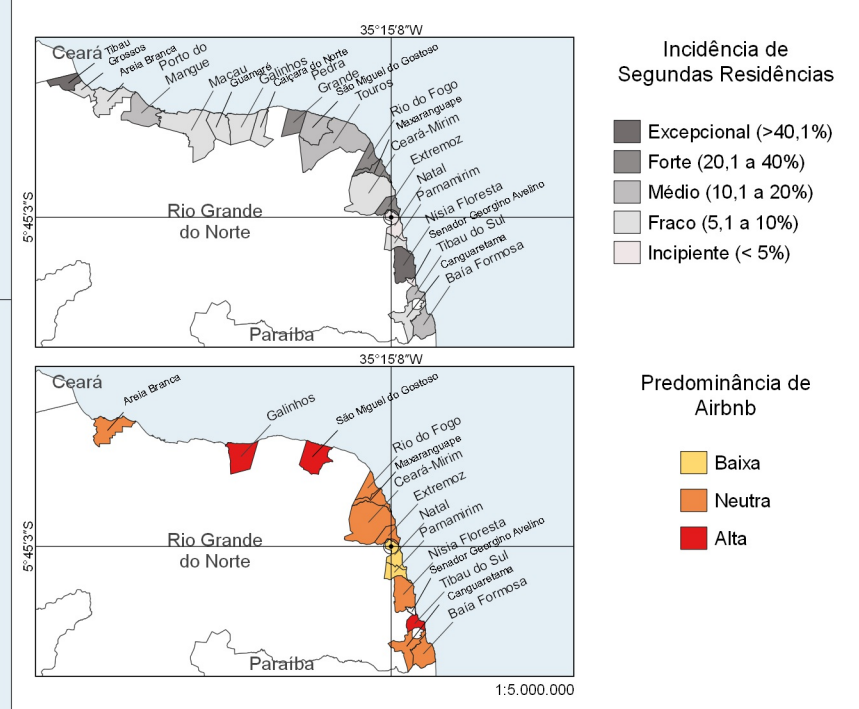 35°15'8"W
5°45'3"S
Ceará
Tibau
Grossos
Areia Branca
Porto do
Mangue
Macau
Guamaré
Galinhos
Caiçara do Norte
Pedra
Grande
São Miguel do Gostoso
Touros
Rio do Fogo
Maxaranguape
Ceará-Mirim
Extremoz
Natal
Parnamirim
Nísia Floresta
Senador Georgino Avelino
Tibau do Sul
Canguaretama
Baía Formosa
Rio Grande
do Norte
Paraíba
Incidência de
Segundas Residências
Excepcional (>40,1%)
Forte (20,1 a 40%)
Médio (10,1 a 20%)
Fraco (5,1 a 10%)
Incipiente (< 5%)
35°15'8"W
5°45'3"S
Ceará
Areia Branca
Galinhos
São Miguel do Gostoso
Rio do Fogo
Maxaranguape
Ceará-Mirim
Extremoz
Natal
Parnamirim
Nísia Floresta
Senador Georgino Avelino
Tibau do Sul
Canguaretama
Baía Formosa
Rio Grande
do Norte
Paraíba
Predominância de
Airbnb
Baixa
Neutra
Alta
1:5.000.000